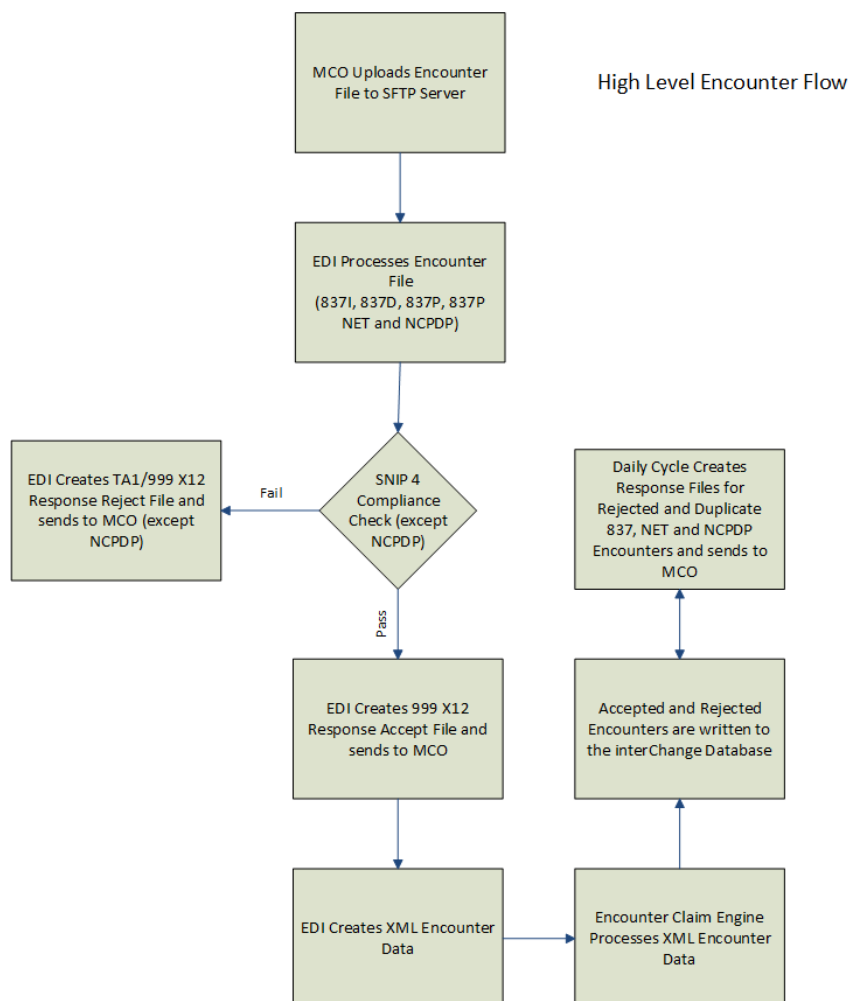 MCO Uploads Encounter
File to SFTP Server
High Level Encounter Flow
EDI Processes Encounter
File
(837I, 837D, 837P, 837P
NET and NCPDP)
EDI Creates TA1/999 X12
Response Reject File and
sends to MCO (except
NCPDP)
Fail
SNIP 4
Compliance
Check (except
NCPDP)
Daily Cycle Creates
Response Files for
Rejected and Duplicate
837, NET and NCPDP
Encounters and sends to
MCO
Pass
EDI Creates 999 X12
Response Accept File and
sends to MCO
Accepted and Rejected
Encounters are written to
the interChange Database
EDI Creates XML Encounter
Data
Encounter Claim Engine
Processes XML Encounter
Data